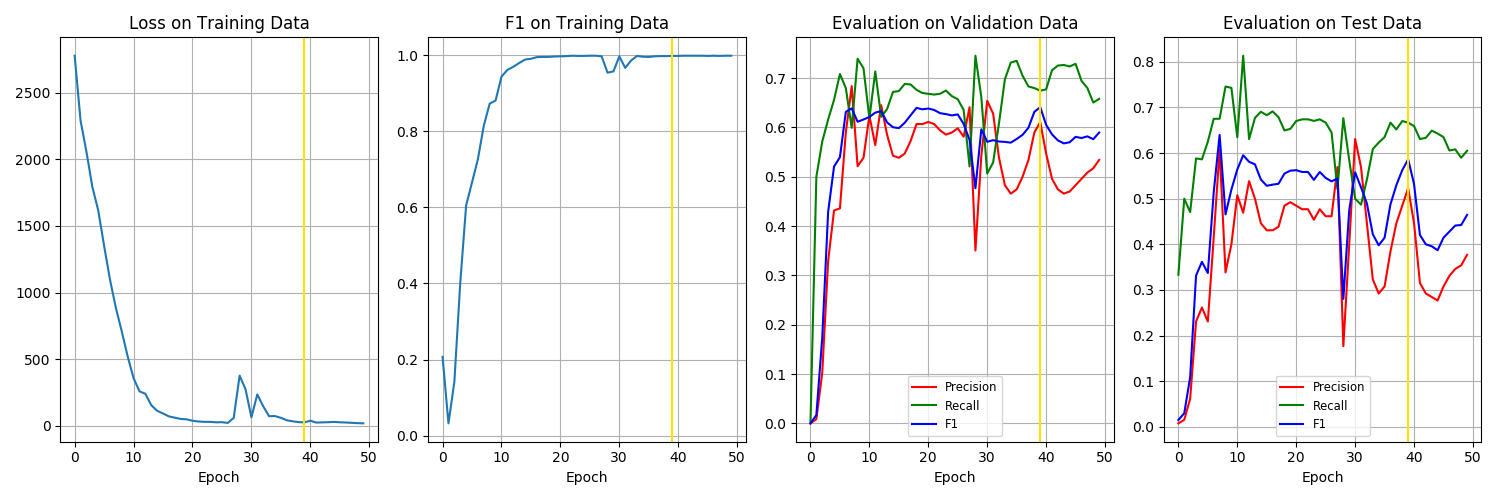 Loss on Training Data
2500
2000
1500
1000
500
0
0 10 20 30 40 50
Epoch
F1 on Training Data
1.0
0.8
0.6
0.4
0.2
0.0
0 10 20 30 40 50
Epoch
Evaluation on Validation Data
0.7
0.6
0.5
0.4
0.3
0.2
0.1
0.0
Precision
Recall
F1
0 10 20 30 40 50
Epoch
Evaluation on Test Data
0.8
0.7
0.6
0.5
0.4
0.3
0.2
0.1
0.0
Precision
Recall
F1
0 10 20 30 40 50
Epoch